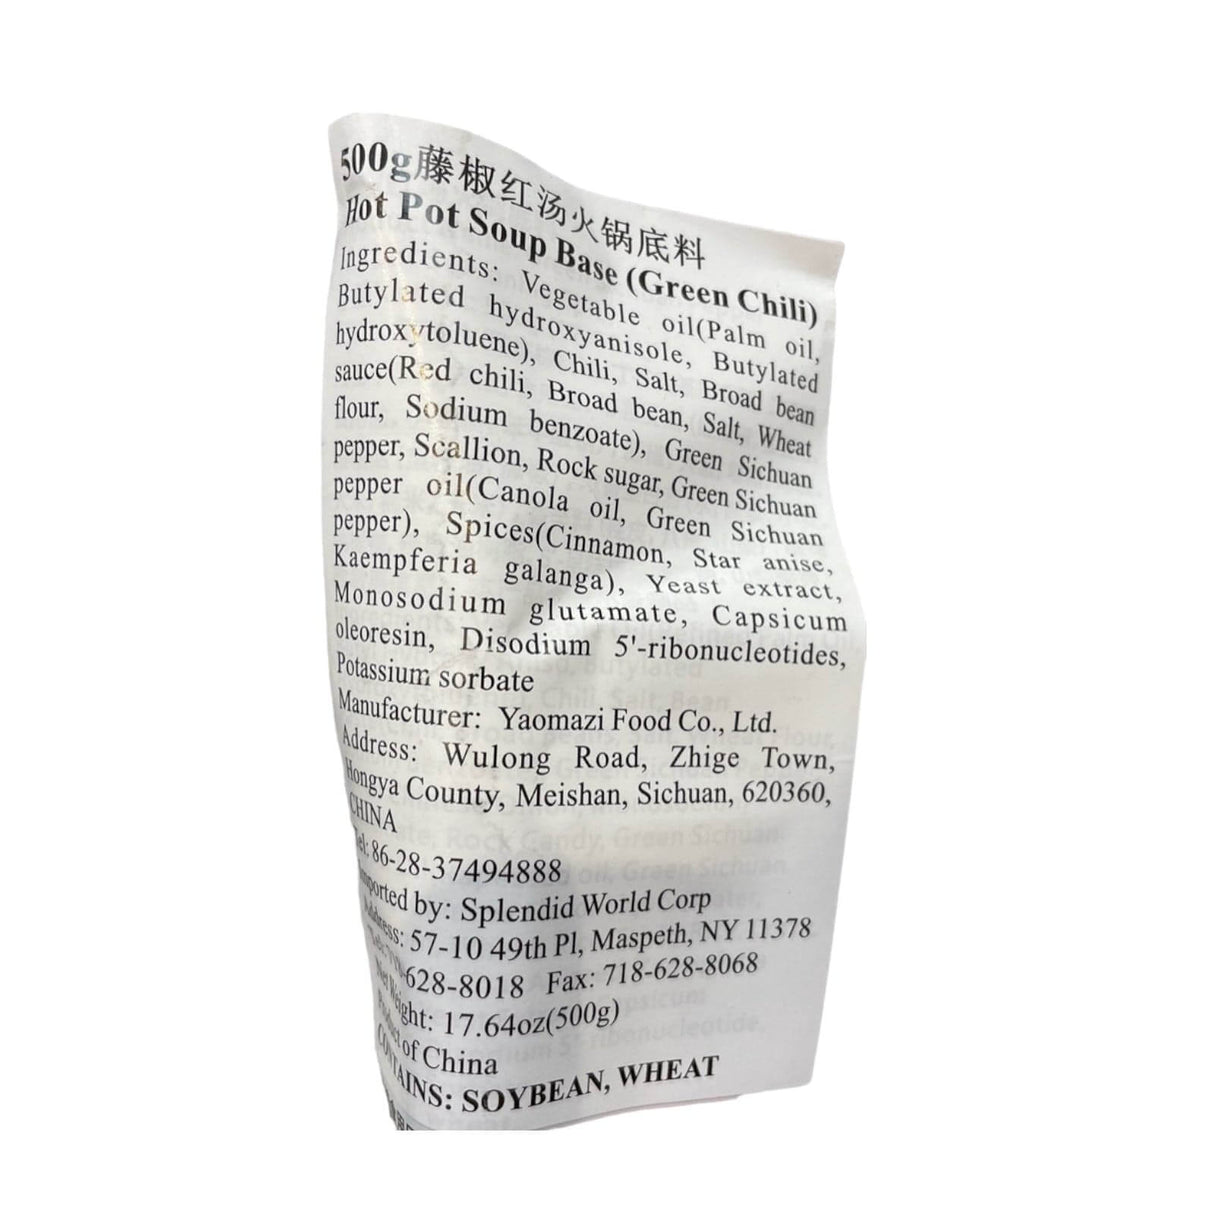 500g藤椒红汤火锅底料
Hot Pot Soup Base (Green Chili)
Ingredients: Vegetable oil(Palm oil,
Butylated hydroxyanisole, Butylated
hydroxytoluene), Chili, Salt, Broad bean
sauce(Red chili, Broad bean, Salt, Wheat
flour, Sodium benzoate), Green Sichuan
pepper, Scallion, Rock sugar, Green Sichuan
pepper oil(Canola oil, Green Sichuan
pepper), Spices(Cinnamon, Star anise,
Kaempferia galanga), Yeast extract,
Monosodium glutamate, Capsicum
oleoresin, Disodium 5'-ribonucleotides,
Potassium sorbate
Manufacturer: Yaomazi Food Co., Ltd.
Address: Wulong Road, Zhige Town,
Hongya County, Meishan, Sichuan, 620360,
CHINA
Tel: 86-28-37494888
Imported by: Splendid World Corp
Address: 57-10 49th Pl, Maspeth, NY 11378
628-8018 Fax: 718-628-8068
Net Weight: 17.64oz(500g)
Product of China
CONTAINS: SOYBEAN, WHEAT